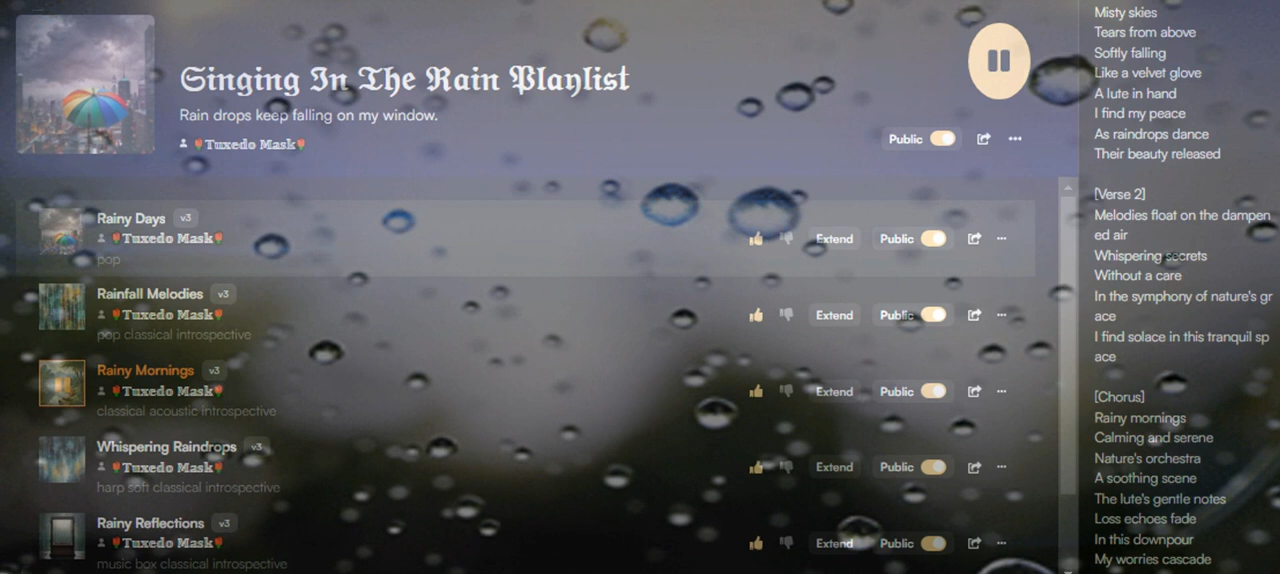 Singing In The Rain Playlist
Rain drops keep falling on my window.
Tuxedo Mask
Public
Rainy Days v3
Tuxedo Mask
pop
Extend Public
Rainfall Melodies v3
Tuxedo Mask
pop classical introspective
Extend Public
Rainy Mornings v3
Tuxedo Mask
classical acoustic introspective
Extend Public
Whispering Raindrops v3
Tuxedo Mask
harp soft classical introspective
Extend Public
Rainy Reflections v3
Tuxedo Mask
music box classical introspective
Extend Public
Misty skies
Tears from above
Softly falling
Like a velvet glove
A lute in hand
I find my peace
As raindrops dance
Their beauty released
[Verse 2]
Melodies float on the dampen
ed air
Whispering secrets
Without a care
In the symphony of nature's gr
ace
I find solace in this tranquil sp
ace
[Chorus]
Rainy mornings
Calming and serene
Nature's orchestra
A soothing scene
The lute's gentle notes
Loss echoes fade
In this downpour
My worries cascade